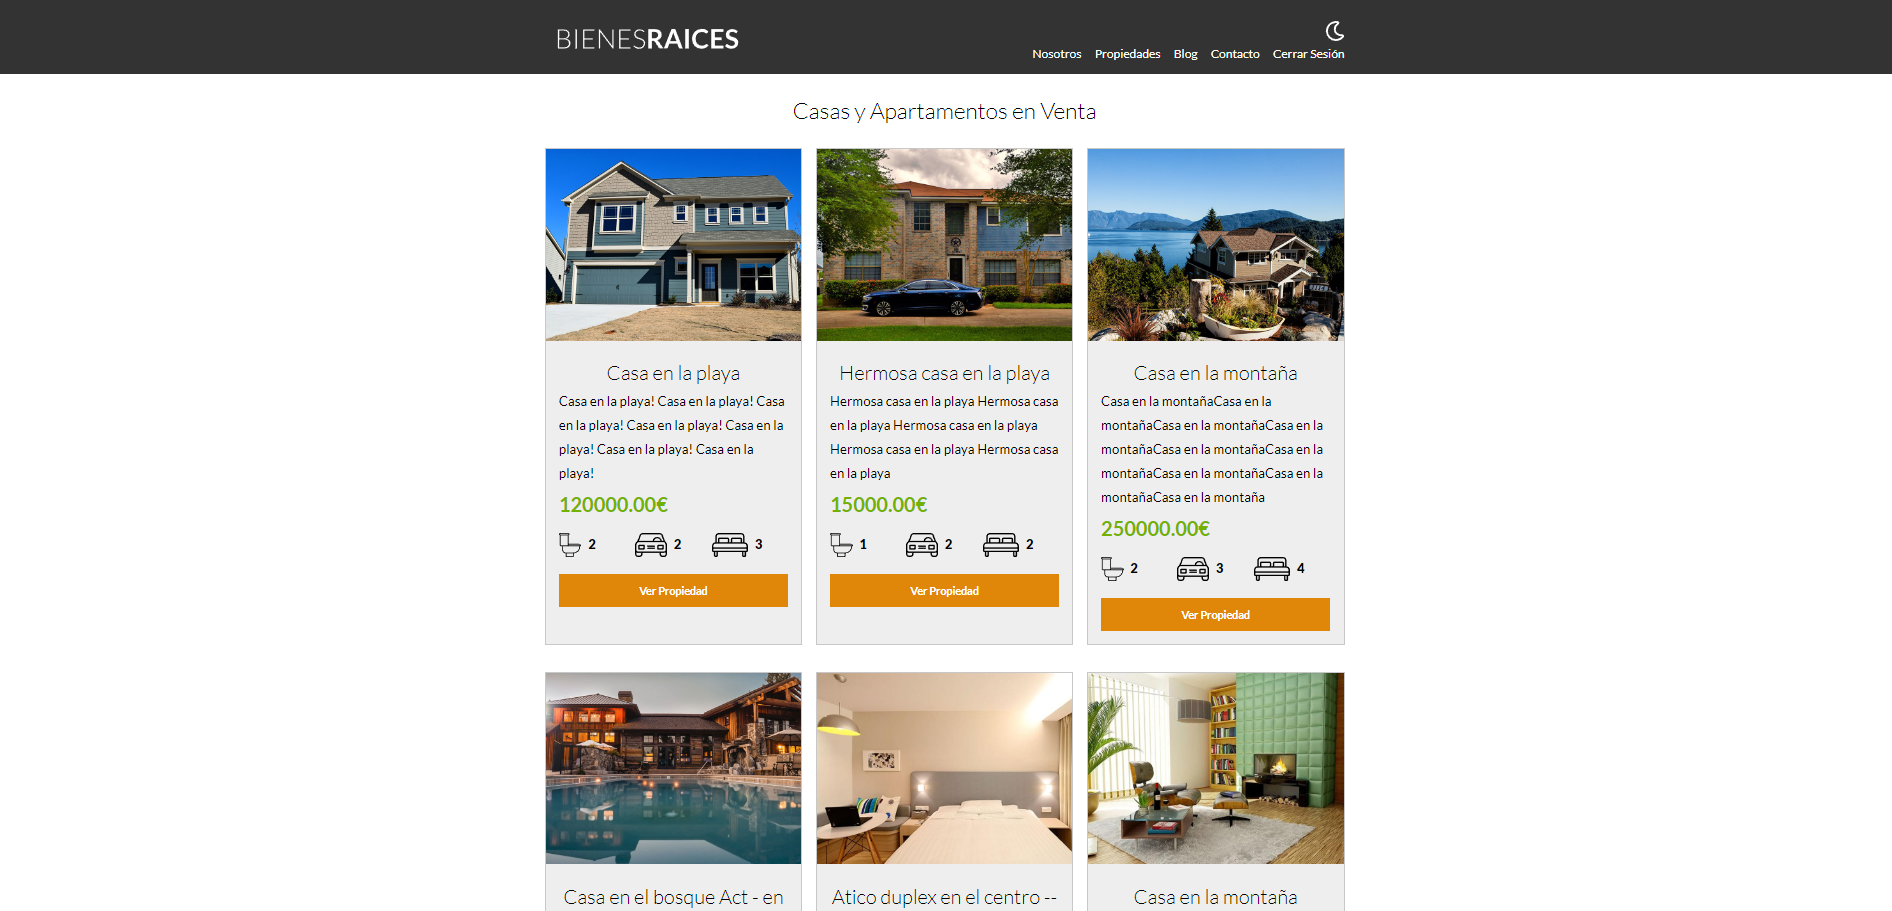 BIENESRAICES
Nosotros Propiedades Blog Contacto Cerrar Sesión
Casas y Apartamentos en Venta
Casa en la playa
Casa en la playa! Casa en la playa! Casa
en la playa! Casa en la playa! Casa en la
playa! Casa en la playa! Casa en la
playa!
120000.00€
2 2 3
Ver Propiedad
Hermosa casa en la playa
Hermosa casa en la playa Hermosa casa
en la playa Hermosa casa en la playa
Hermosa casa en la playa Hermosa casa
en la playa
15000.00€
1 2 2
Ver Propiedad
Casa en la montaña
Casa en la montañaCasa en la
montañaCasa en la montañaCasa en la
montañaCasa en la montañaCasa en la
montañaCasa en la montañaCasa en la
montañaCasa en la montaña
250000.00€
2 3 4
Ver Propiedad
Casa en el bosque Act - en
Atico duplex en el centro --
Casa en la montaña